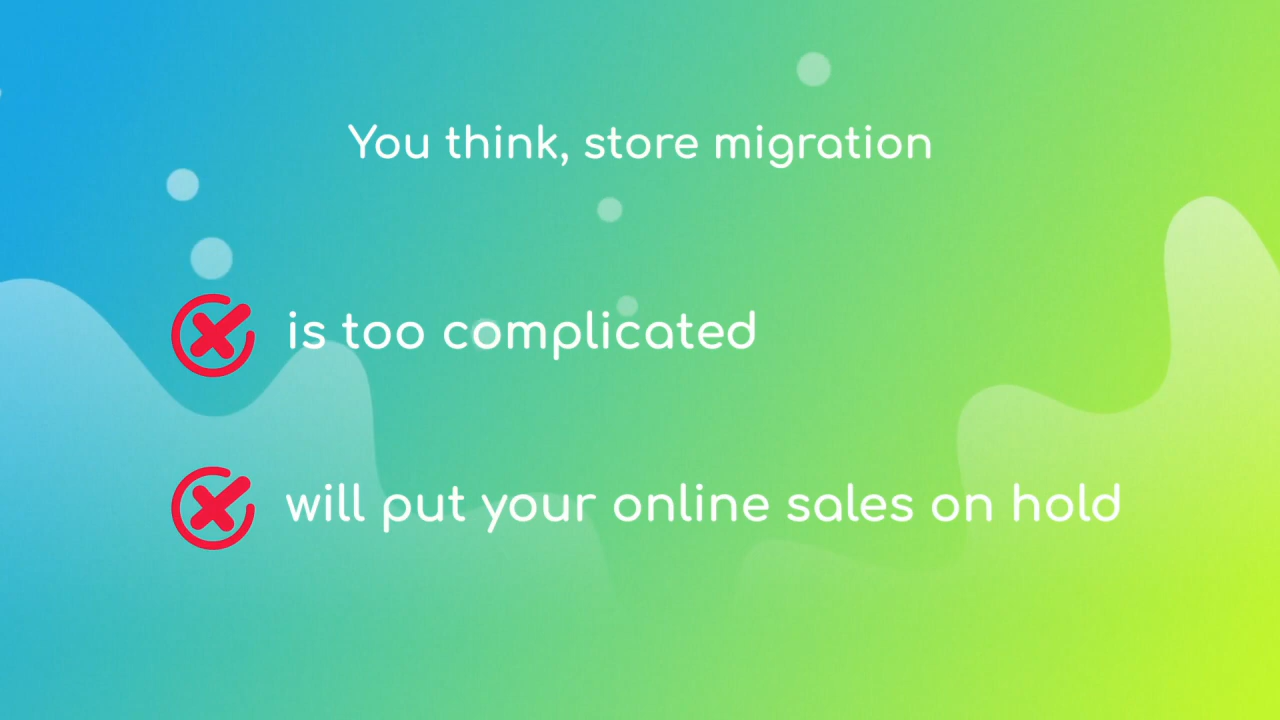 You think, store migration
is too complicated
will put your online sales on hold